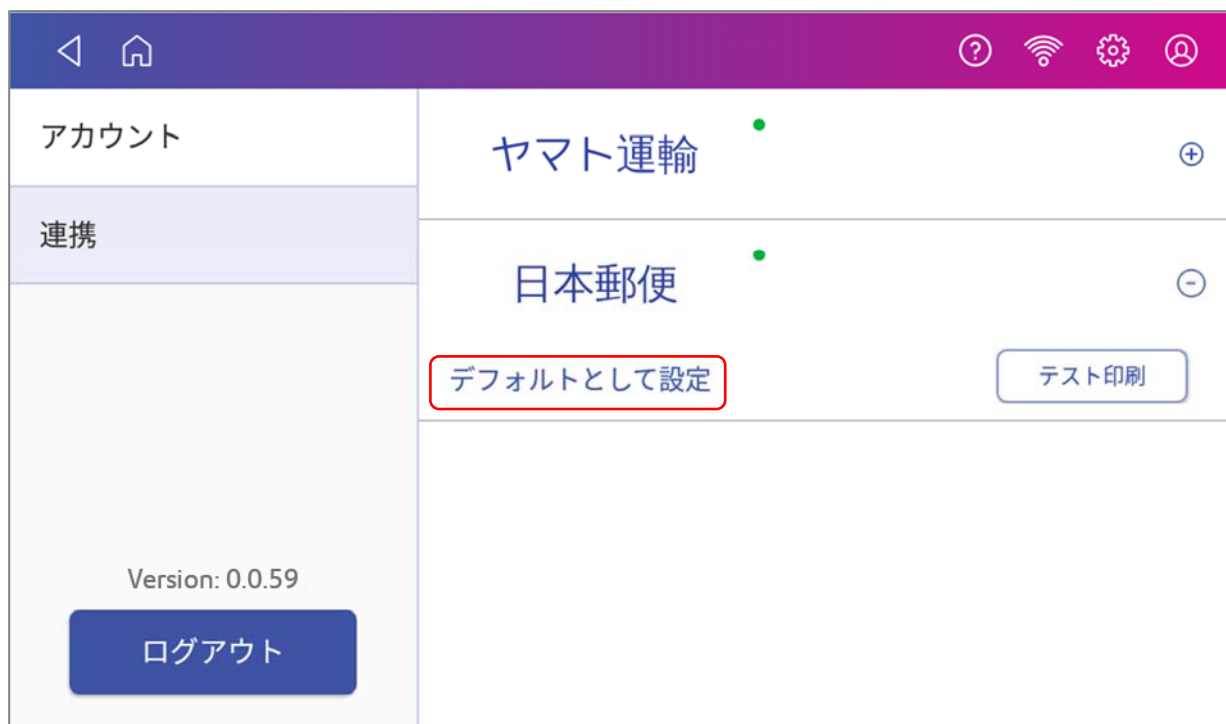 アカウント
連携
Version: 0.0.59
ログアウト
ヤマト運輸
日本郵便
デフォルトとして設定
テスト印刷